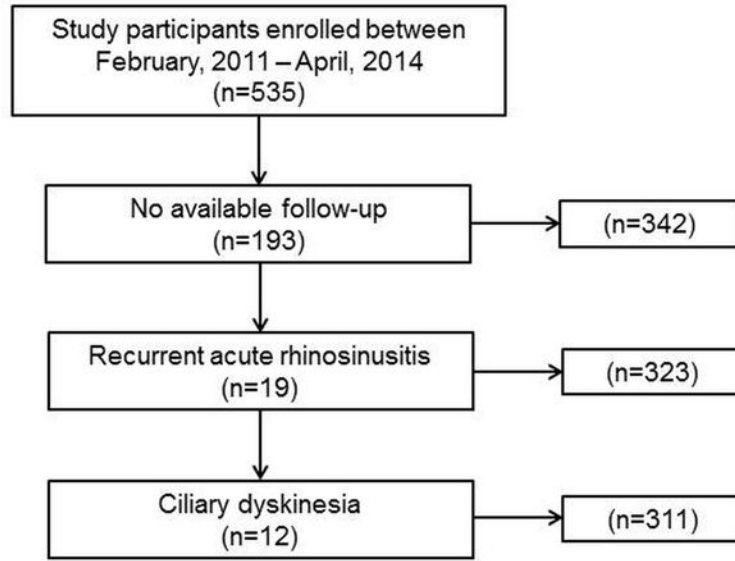 Study participants enrolled between
February, 2011 – April, 2014
(n=535)
No available follow-up
(n=193)
(n=342)
Recurrent acute rhinosinusitis
(n=19)
(n=323)
Ciliary dyskinesia
(n=12)
(n=311)